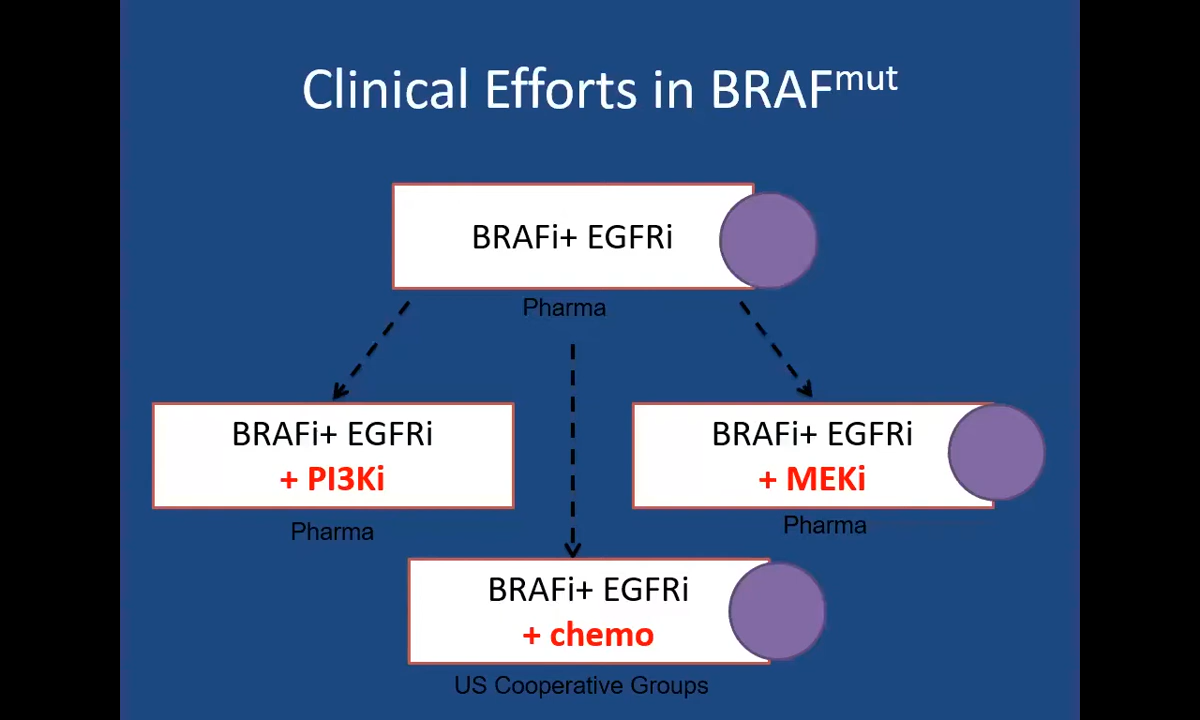 Clinical Efforts in BRAFmut
BRAFi+ EGFRi
Pharma
BRAFi+ EGFRi
+ PI3Ki
Pharma
BRAFi+ EGFRi
+ MEKi
Pharma
BRAFi+ EGFRi
+ chemo
US Cooperative Groups